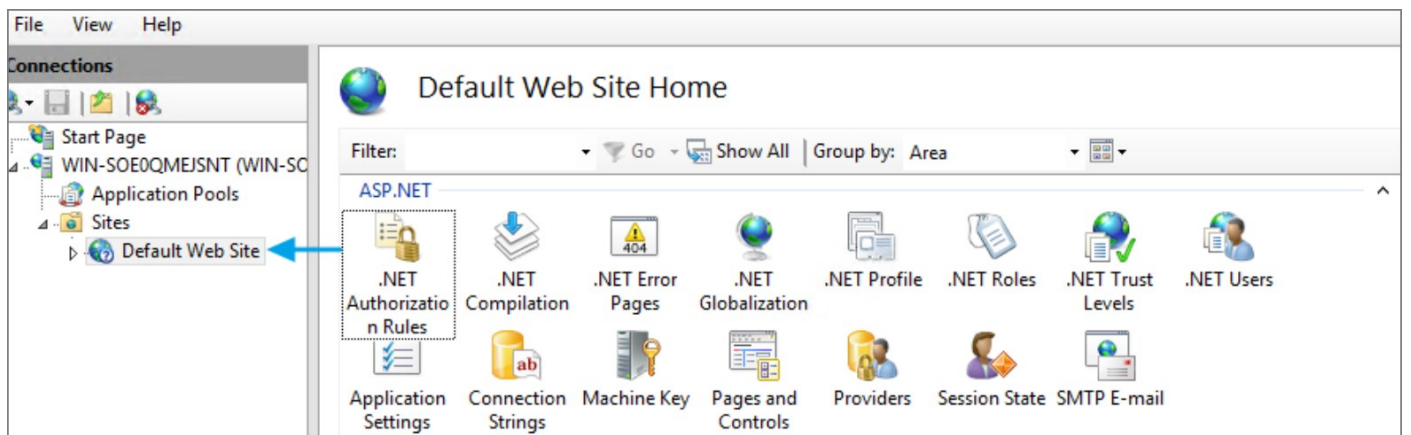 File View Help
Connections
Default Web Site Home
Start Page
WIN-SOE0QMEJSNT (WIN-SO
Application Pools
Sites
Default Web Site
Filter: Go Show All Group by: Area
ASP.NET
.NET Authorizatio n Rules
.NET Compilation
.NET Error Pages
.NET Globalization
.NET Profile
.NET Roles
.NET Trust Levels
.NET Users
404
ab
Application Settings
Connection Strings
Machine Key
Pages and Controls
Providers
Session State
SMTP E-mail